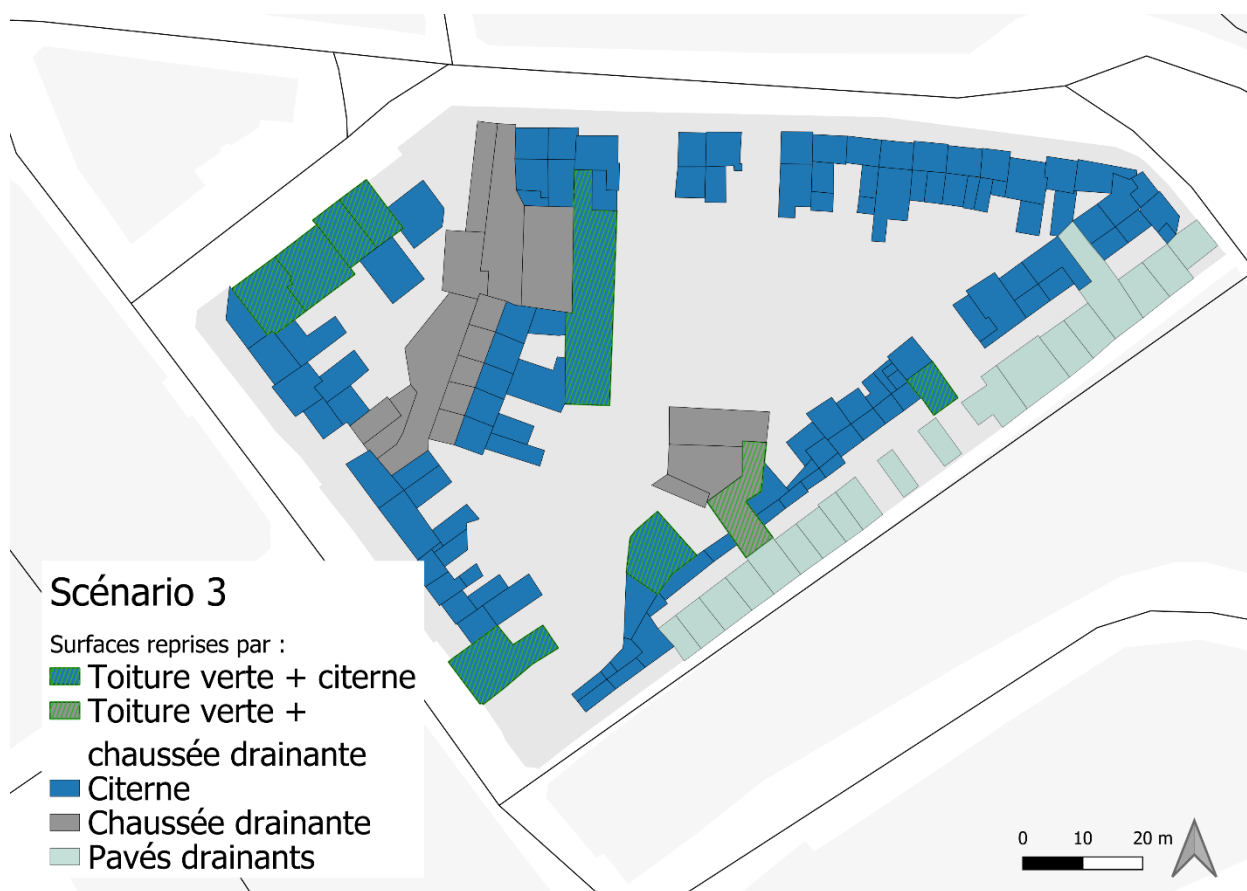 Scénario 3
Surfaces reprises par :
Toiture verte + citerne
Toiture verte +
chaussée drainante
Citerne
Chaussée drainante
Pavés drainants
0 10 20 m